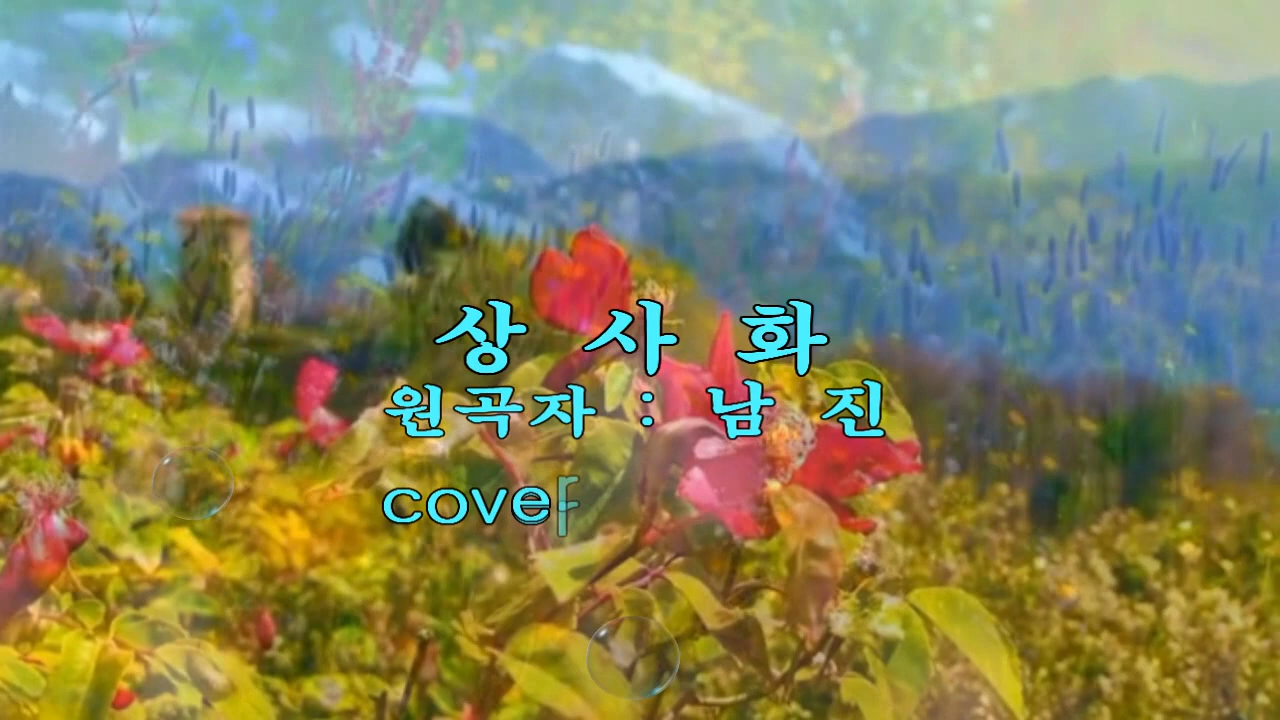 상 사 화
원곡자 : 남 진
cover